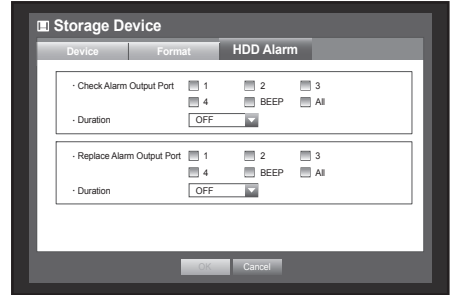 Storage Device
Device Format HDD Alarm
· Check Alarm Output Port 1 2 3
4 BEEP All
· Duration OFF
· Replace Alarm Output Port 1 2 3
4 BEEP All
· Duration OFF
OK Cancel